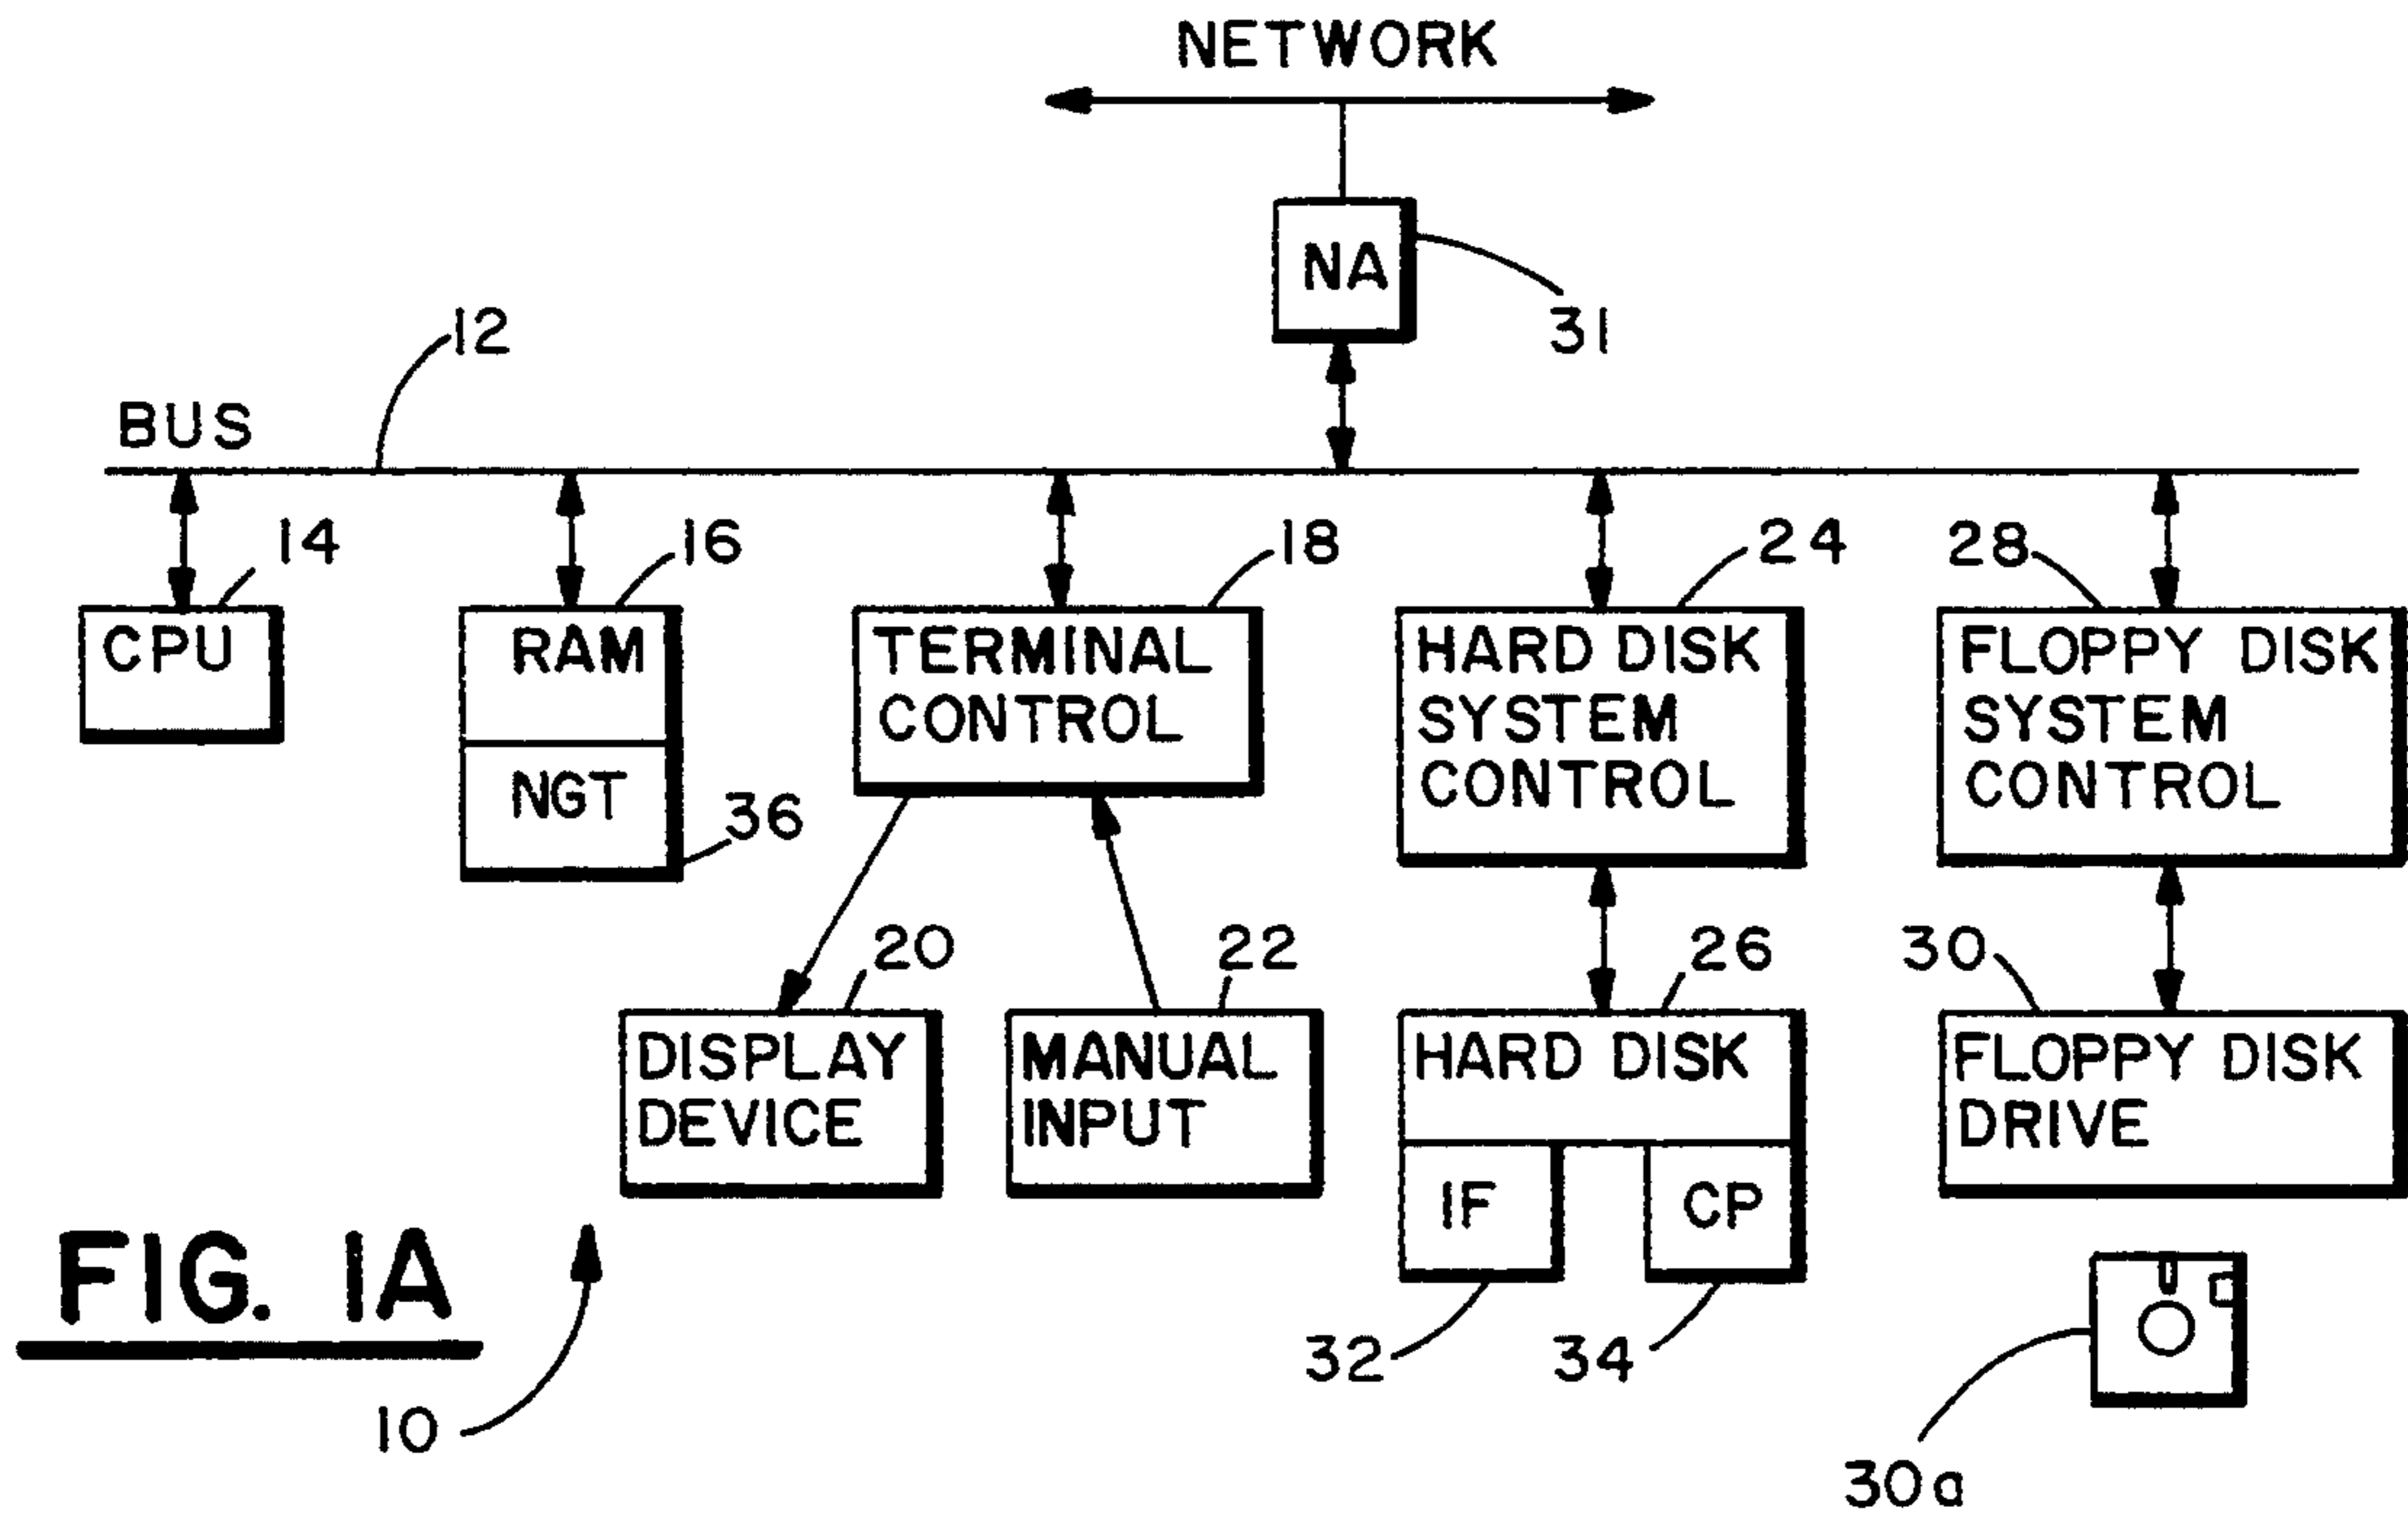 NETWORK
NA
31
12
BUS
14
16
18
24
28
CPU
RAM
TERMINAL
CONTROL
HARD DISK
SYSTEM
CONTROL
FLOPPY DISK
SYSTEM
CONTROL
NGT
36
20
22
26
30
DISPLAY
DEVICE
MANUAL
INPUT
HARD DISK
FLOPPY DISK
DRIVE
IF
CP
FIG. 1A
32
34
10
30a